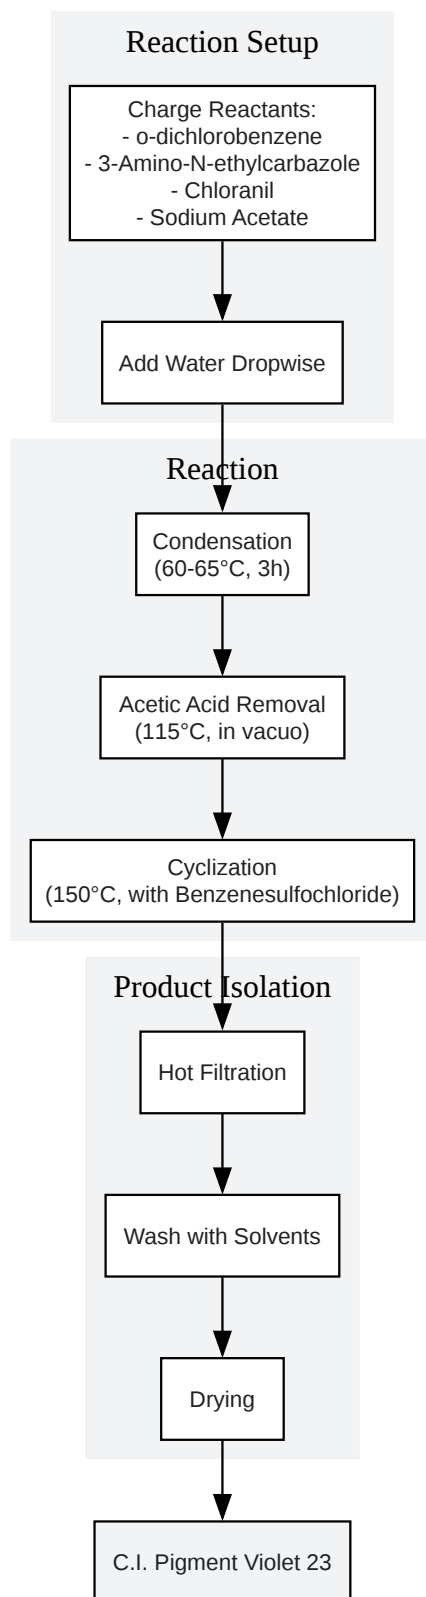 Reaction Setup
Charge Reactants:
- o-dichlorobenzene
- 3-Amino-N-ethylcarbazole
- Chloranil
- Sodium Acetate
Add Water Dropwise
Reaction
Condensation
(60-65°C, 3h)
Acetic Acid Removal
(115°C, in vacuo)
Cyclization
(150°C, with Benzenesulfochloride)
Product Isolation
Hot Filtration
Wash with Solvents
Drying
C.I. Pigment Violet 23